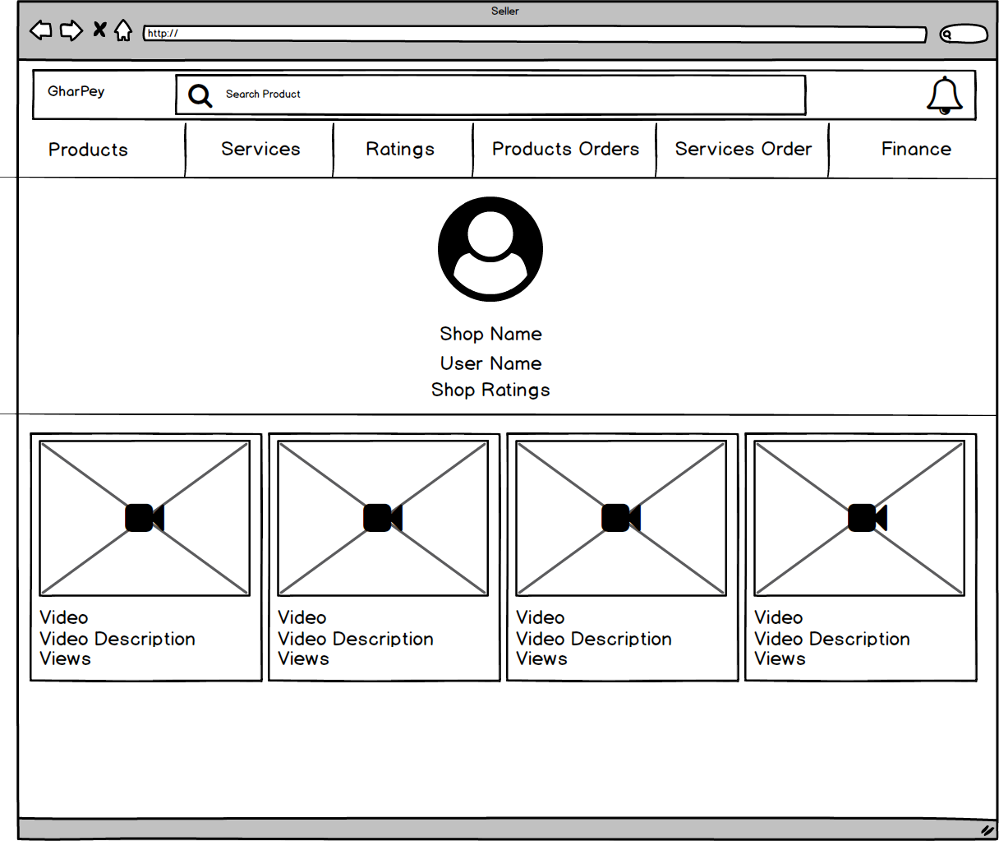 Seller
http://
GharPey
Search Product
Products Services Ratings Products Orders Services Order Finance
Shop Name
User Name
Shop Ratings
Video Video Video Video
Video Description Video Description Video Description Video Description
Views Views Views Views